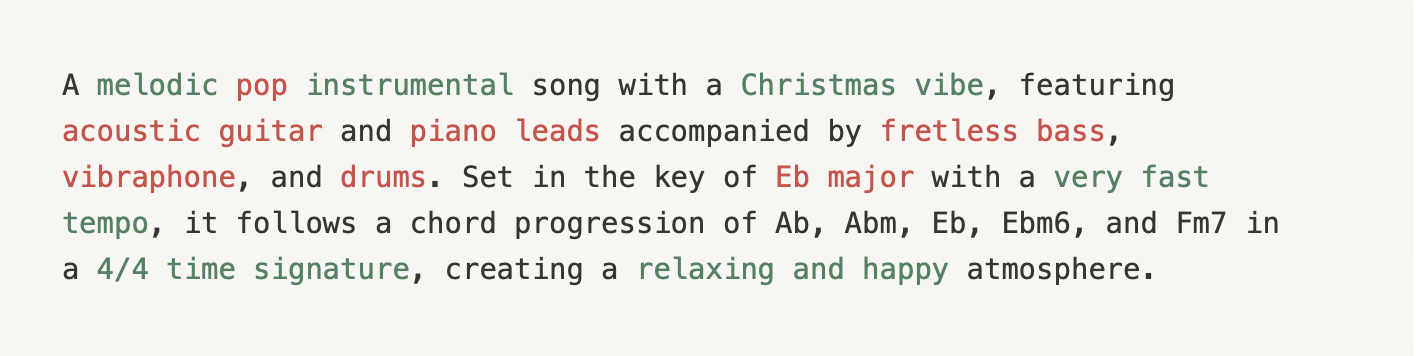 A melodic pop instrumental song with a Christmas vibe, featuring
acoustic guitar and piano leads accompanied by fretless bass,
vibraphone, and drums. Set in the key of Eb major with a very fast
tempo, it follows a chord progression of Ab, Abm, Eb, Ebm6, and Fm7 in
a 4/4 time signature, creating a relaxing and happy atmosphere.